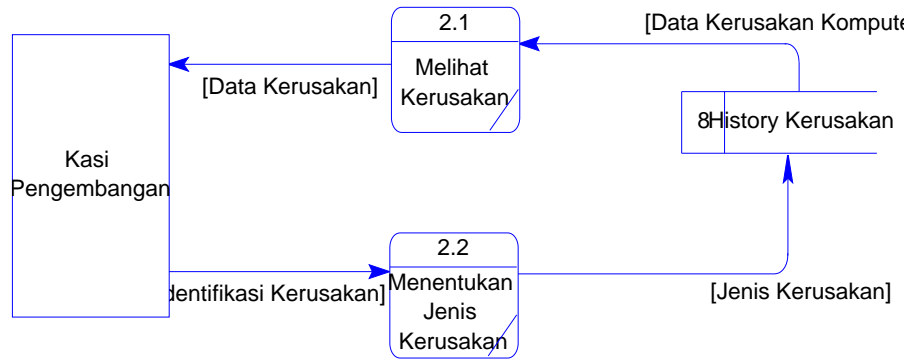 2.1
[Data Kerusakan Kompute
Melihat
Kerusakan
[Data Kerusakan]
8 History Kerusakan
Kasi
Pengembangan
2.2
dentifikasi Kerusakan]
Menentukan
Jenis
Kerusakan
[Jenis Kerusakan]